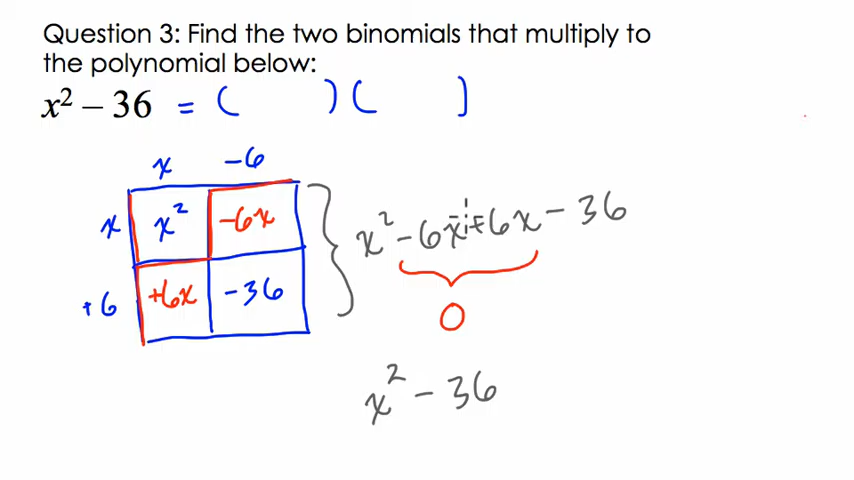 Question 3: Find the two binomials that multiply to
the polynomial below:
x² – 36 = (    )(    )
x –6
x x² –6x
+6 +6x –36
x² – 6x + 6x – 36
0
x² – 36